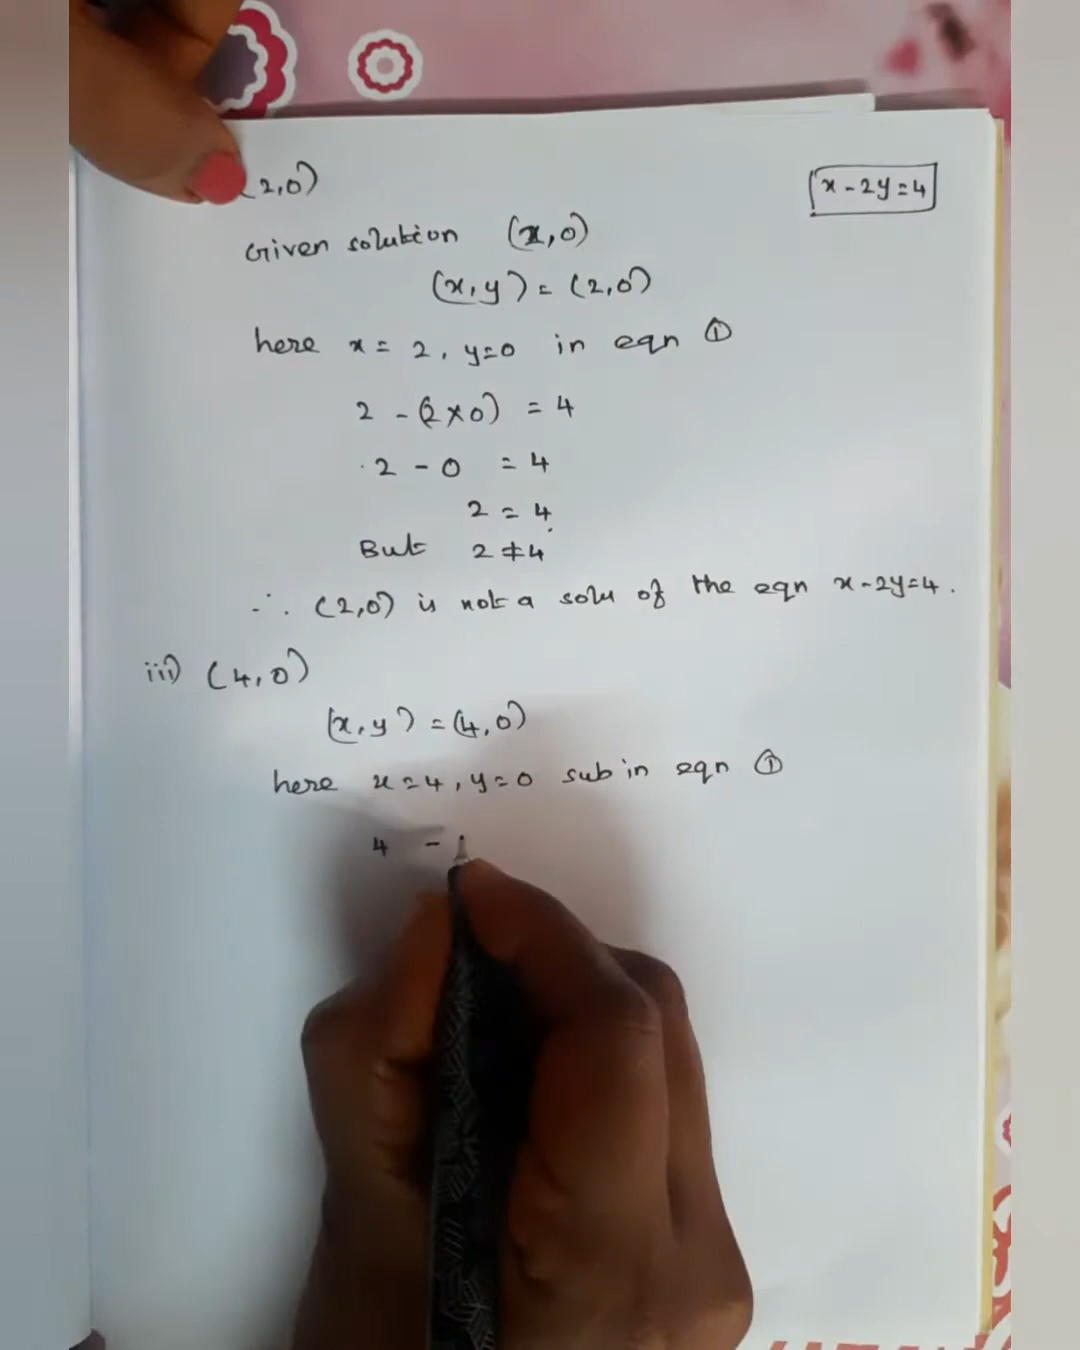 (2,0)
x - 2y = 4
Given solution (x,0)
(x, y) = (2,0)
here x = 2, y=0 in eqn ①
2 - (2×0) = 4
2 - 0 = 4
2 = 4
But 2 ≠ 4
∴ (2,0) is not a solu of the eqn x-2y=4.
iii) (4,0)
(x, y) = (4,0)
here x=4, y=0 sub in eqn ①
4 -